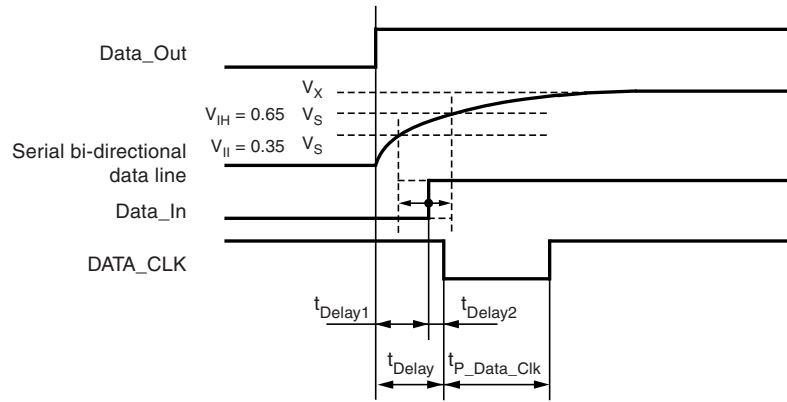 Data_Out
V_X
V_IH = 0.65 V_S
V_Il = 0.35 V_S
Serial bi-directional
data line
Data_In
DATA_CLK
t_Delay1 t_Delay2
t_Delay t_P_Data_Clk